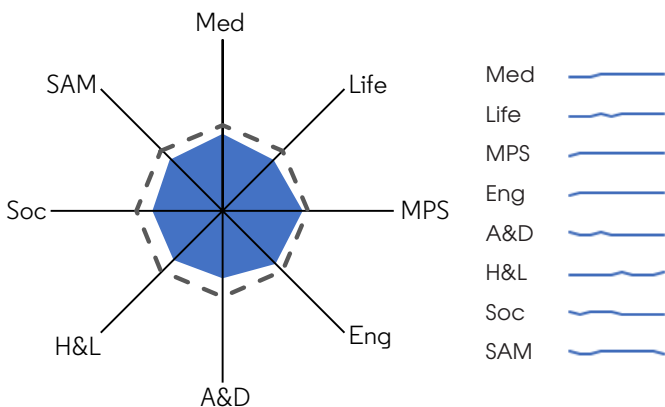 Med
SAM
Life
Soc
MPS
H&L
Eng
A&D
Med
Life
MPS
Eng
A&D
H&L
Soc
SAM